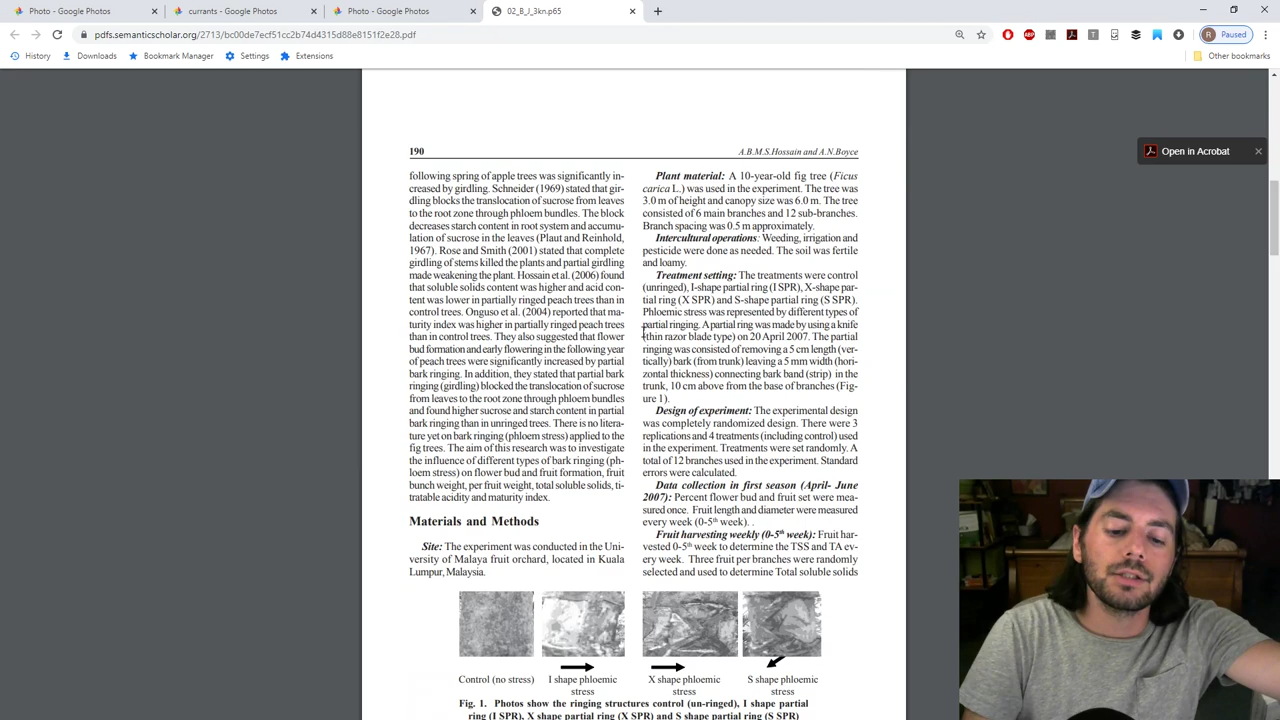 Photo - Google Photos
currants - Google Photos
Photo - Google Photos
02_B_J_3kn.p65
pdfs.semanticscholar.org/2713/bc00de7ecf51cc2b74d4315d88e8151f2e28.pdf
Paused
History
Downloads
Bookmark Manager
Settings
Extensions
Other bookmarks
Open in Acrobat
190
A.B.M.S.Hossain and A.N.Boyce
following spring of apple trees was significantly in-
creased by girdling. Schneider (1969) stated that gir-
dling blocks the translocation of sucrose from leaves
to the root zone through phloem bundles. The block
decreases starch content in root system and accumu-
lation of sucrose in the leaves (Plaut and Reinhold,
1967). Rose and Smith (2001) stated that complete
girdling of stems killed the plants and partial girdling
made weakening the plant. Hossain et al. (2006) found
that soluble solids content was higher and acid con-
tent was lower in partially ringed peach trees than in
control trees. Onguso et al. (2004) reported that ma-
turity index was higher in partially ringed peach trees
than in control trees. They also suggested that flower
bud formation and early flowering in the following year
of peach trees were significantly increased by partial
bark ringing. In addition, they stated that partial bark
ringing (girdling) blocked the translocation of sucrose
from leaves to the root zone through phloem bundles
and found higher sucrose and starch content in partial
bark ringing than in unringed trees. There is no litera-
ture yet on bark ringing (phloem stress) applied to the
fig trees. The aim of this research was to investigate
the influence of different types of bark ringing (ph-
loem stress) on flower bud and fruit formation, fruit
bunch weight, per fruit weight, total soluble solids, ti-
tratable acidity and maturity index.
Materials and Methods
Site: The experiment was conducted in the Uni-
versity of Malaya fruit orchard, located in Kuala
Lumpur, Malaysia.
Plant material: A 10-year-old fig tree (Ficus
carica L.) was used in the experiment. The tree was
3.0 m of height and canopy size was 6.0 m. The tree
consisted of 6 main branches and 12 sub-branches.
Branch spacing was 0.5 m approximately.
Intercultural operations: Weeding, irrigation and
pesticide were done as needed. The soil was fertile
and loamy.
Treatment setting: The treatments were control
(unringed), I-shape partial ring (I SPR), X-shape par-
tial ring (X SPR) and S-shape partial ring (S SPR).
Phloemic stress was represented by different types of
partial ringing. A partial ring was made by using a knife
(thin razor blade type) on 20 April 2007. The partial
ringing was consisted of removing a 5 cm length (ver-
tically) bark (from trunk) leaving a 5 mm width (hori-
zontal thickness) connecting bark band (strip) in the
trunk, 10 cm above from the base of branches (Fig-
ure 1).
Design of experiment: The experimental design
was completely randomized design. There were 3
replications and 4 treatments (including control) used
in the experiment. Treatments were set randomly. A
total of 12 branches used in the experiment. Standard
errors were calculated.
Data collection in first season (April- June
2007): Percent flower bud and fruit set were mea-
sured once. Fruit length and diameter were measured
every week (0-5th week). .
Fruit harvesting weekly (0-5th week): Fruit har-
vested 0-5th week to determine the TSS and TA ev-
ery week. Three fruit per branches were randomly
selected and used to determine Total soluble solids
Control (no stress)
I shape phloemic
stress
X shape phloemic
stress
S shape phloemic
stress
Fig. 1. Photos show the ringing structures control (un-ringed), I shape partial
ring (I SPR), X shape partial ring (X SPR) and S shape partial ring (S SPR)